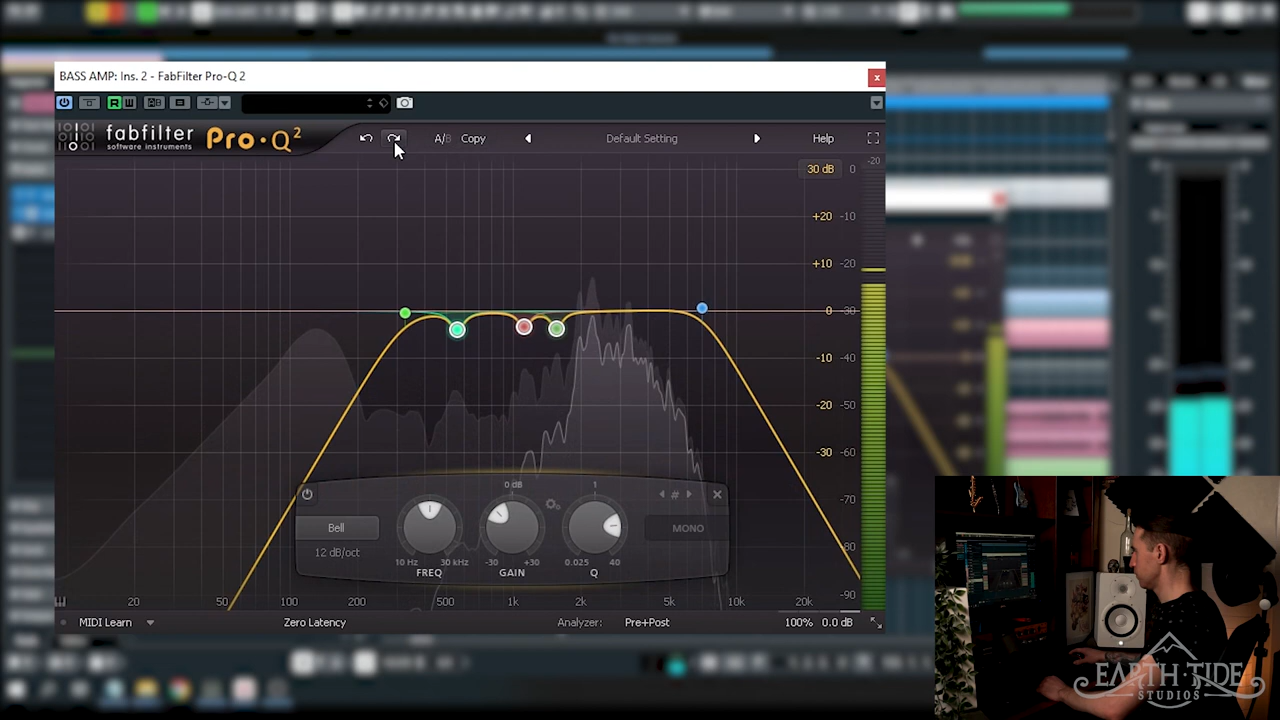 BASS AMP: Ins. 2 - FabFilter Pro-Q 2
R
fabfilter
software instruments
Pro·Q²
A/B Copy
Default Setting
Help
30 dB 0 -20
+20 -10
+10 -20
0 -30
-10 -40
-20 -50
-30 -60
-70
-80
-90
0 dB
1
Bell
12 dB/oct
10 Hz 30 kHz
FREQ
-30 +30
GAIN
0.025 40
Q
#
MONO
20 50 100 200 500 1k 2k 5k 10k 20k
MIDI Learn
Zero Latency
Analyzer: Pre+Post
100% 0.0 dB
EARTH TIDE
STUDIOS